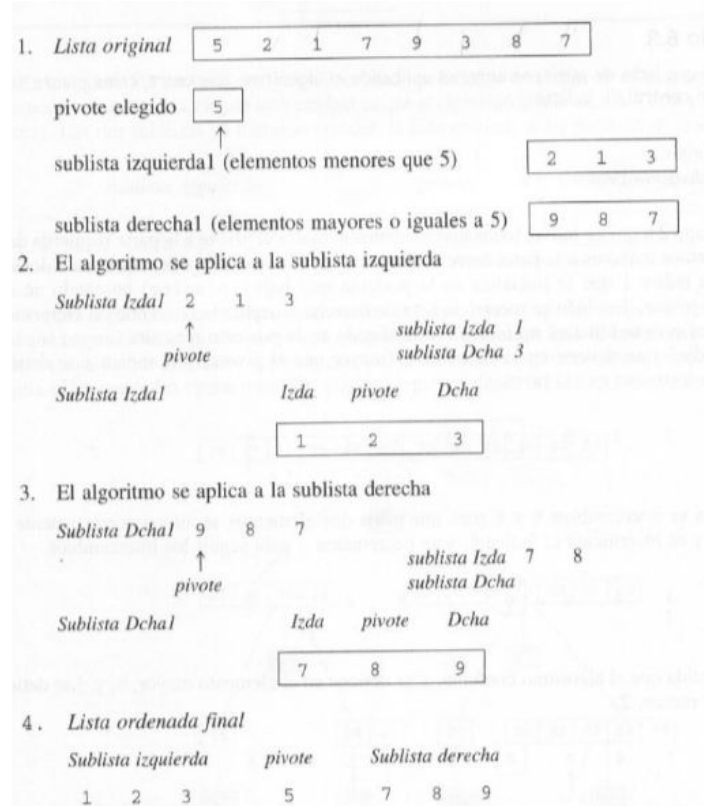 1. Lista original 5 2 1 7 9 3 8 7
pivote elegido 5
sublista izquierda1 (elementos menores que 5) 2 1 3
sublista derecha1 (elementos mayores o iguales a 5) 9 8 7
2. El algoritmo se aplica a la sublista izquierda
Sublista Izda1 2 1 3
sublista Izda 1
pivote sublista Dcha 3
Sublista Izda1 Izda pivote Dcha
1 2 3
3. El algoritmo se aplica a la sublista derecha
Sublista Dcha1 9 8 7
sublista Izda 7 8
pivote sublista Dcha
Sublista Dcha1 Izda pivote Dcha
7 8 9
4. Lista ordenada final
Sublista izquierda pivote Sublista derecha
1 2 3 5 7 8 9